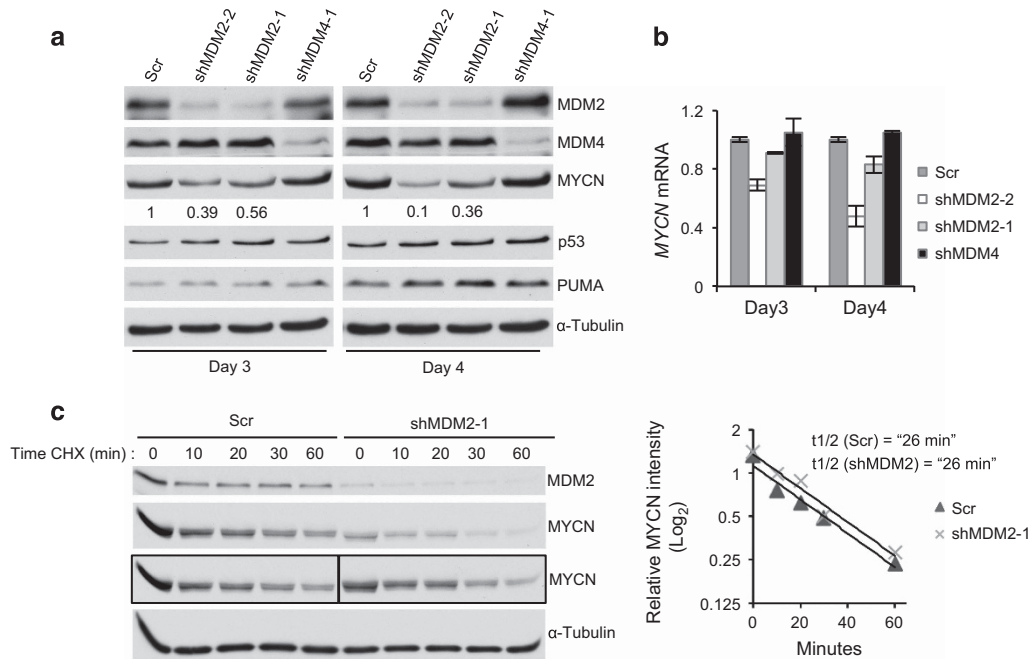 a
Scr
shMDM2-2
shMDM2-1
shMDM4-1
Scr
shMDM2-2
shMDM2-1
shMDM4-1
MDM2
MDM4
MYCN
1 0.39 0.56 1 0.1 0.36
p53
PUMA
α-Tubulin
Day 3
Day 4
b
MYCN mRNA
1.2
0.8
0.4
0
Day3
Day4
Scr
shMDM2-2
shMDM2-1
shMDM4
c
Scr
shMDM2-1
Time CHX (min) : 0 10 20 30 60 0 10 20 30 60
MDM2
MYCN
MYCN
α-Tubulin
Relative MYCN intensity
(Log2)
2
1
0.5
0.25
0.125
0 20 40 60
Minutes
t1/2 (Scr) = “26 min”
t1/2 (shMDM2) = “26 min”
Scr
shMDM2-1